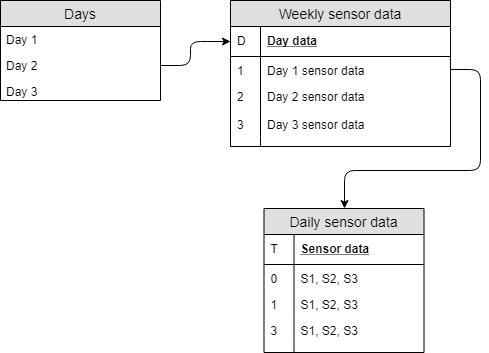 Days
Day 1
Day 2
Day 3
Weekly sensor data
D Day data
1 Day 1 sensor data
2 Day 2 sensor data
3 Day 3 sensor data
Daily sensor data
T Sensor data
0 S1, S2, S3
1 S1, S2, S3
3 S1, S2, S3